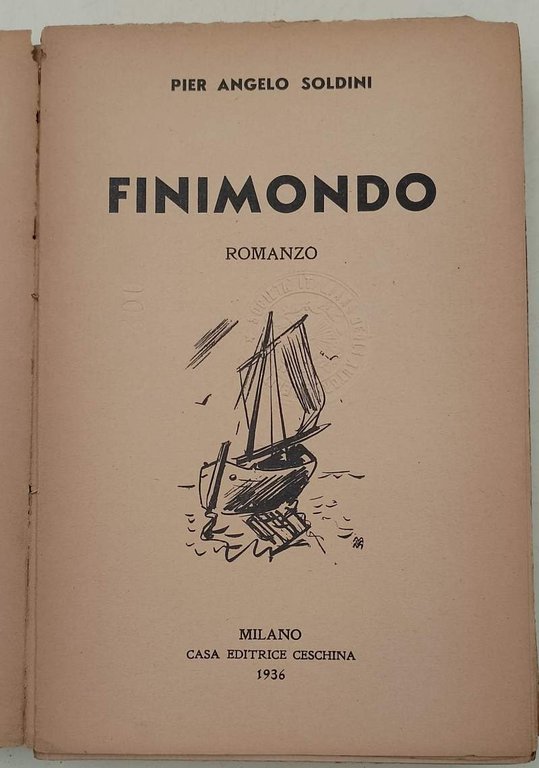 PIER ANGELO SOLDINI
FINIMONDO
ROMANZO
MILANO
CASA EDITRICE CESCHINA
1936